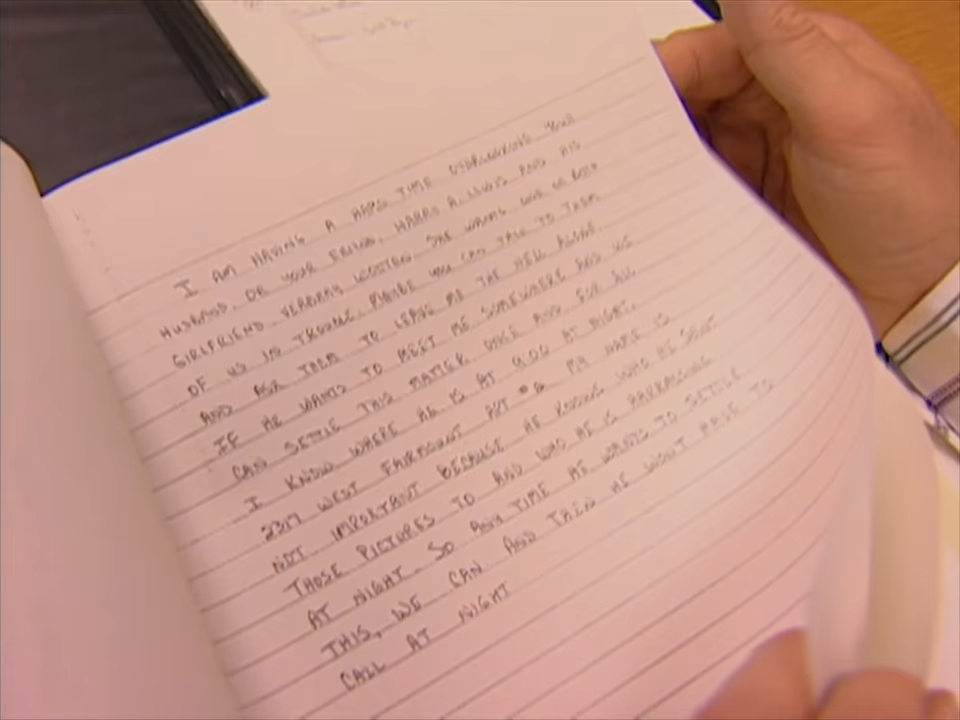 I AM HAVING A HARD TIME OVERLOOKING YOUR
HUSBAND, OR YOUR FRIEND, HARRY A. LEWIS AND HIS
GIRLFRIEND WOOTEN. SHE WANTS ONE OR BOTH
OF US IN TROUBLE. MAYBE YOU CAN TALK TO THEM
AND ASK THEM TO LEAVE ME THE HELL ALONE.
IF HE WANTS TO MEET ME SOMEWHERE AND WE
CAN SETTLE THIS MATTER ONCE AND FOR ALL
I KNOW WHERE HE IS AT 9:00 AT NIGHT.
2317 WEST FAIRMOUNT APT #2 MY NAME IS
NOT IMPORTANT BECAUSE HE KNOWS WHO HE SENT
THOSE PICTURES TO AND WHO HE IS HARRASSING
AT NIGHT. SO ANY TIME HE WANTS TO SETTLE
THIS, WE CAN AND THEN HE WONT HAVE TO
CALL AT NIGHT